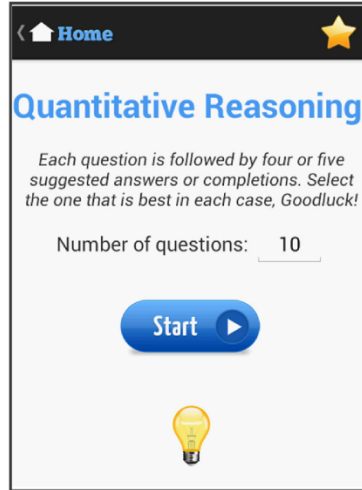 Home
Quantitative Reasoning
Each question is followed by four or five
suggested answers or completions. Select
the one that is best in each case, Goodluck!
Number of questions: 10
Start